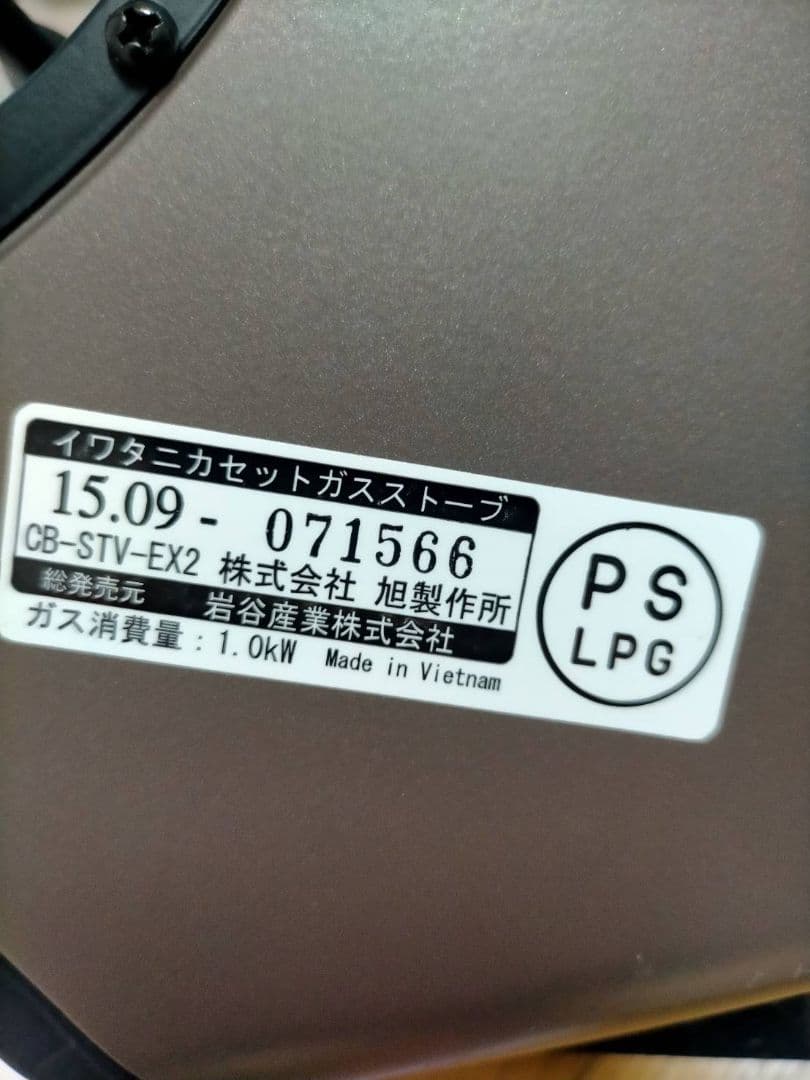 イワタニカセットガスストーブ
15.09 - 071566
CB-STV-EX2 株式会社 旭製作所
総発売元 岩谷産業株式会社
ガス消費量：1.0kW Made in Vietnam
PS
LPG